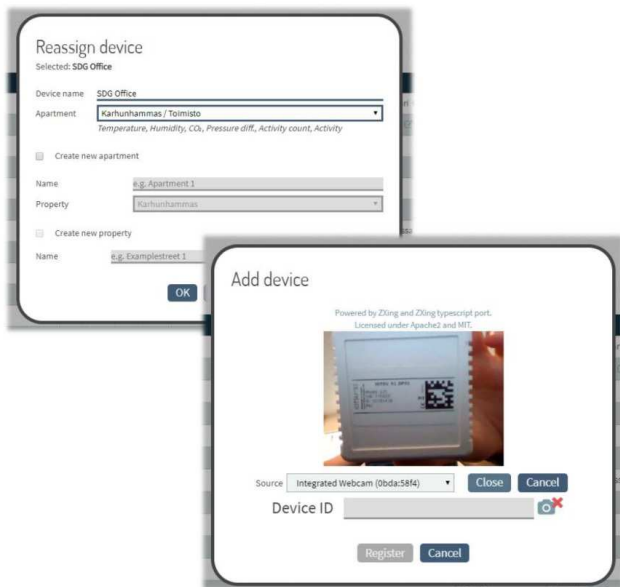 Reassign device
Selected: SDG Office
Device name SDG Office
Apartment Karhunhammas / Toimisto
Temperature, Humidity, CO₂, Pressure diff., Activity count, Activity
Create new apartment
Name e.g. Apartment 1
Property Karhunhammas
Create new property
Name e.g. Examplestreet 1
OK
Add device
Powered by ZXing and ZXing typescript port.
Licensed under Apache2 and MIT.
Source Integrated Webcam (0bda:58f4) Close Cancel
Device ID
Register Cancel